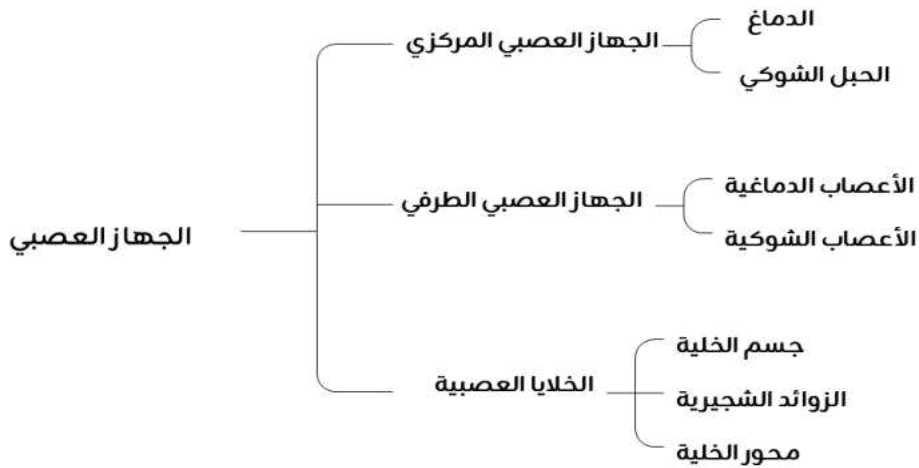 الجهاز العصبي
الجهاز العصبي المركزي
الدماغ
الحبل الشوكي
الجهاز العصبي الطرفي
الأعصاب الدماغية
الأعصاب الشوكية
الخلايا العصبية
جسم الخلية
الزوائد الشجيرية
محور الخلية